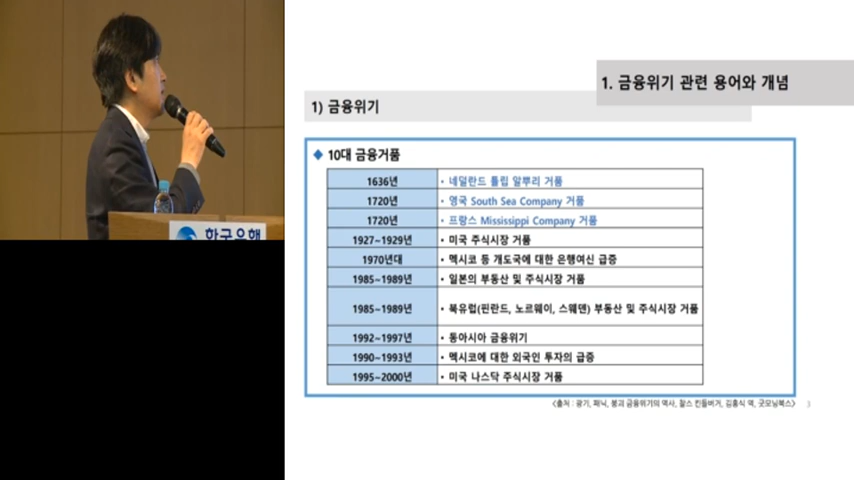 1. 금융위기 관련 용어와 개념
1) 금융위기
◆ 10대 금융거품
1636년 • 네덜란드 튤립 알뿌리 거품
1720년 • 영국 South Sea Company 거품
1720년 • 프랑스 Mississippi Company 거품
1927~1929년 • 미국 주식시장 거품
1970년대 • 멕시코 등 개도국에 대한 은행여신 급증
1985~1989년 • 일본의 부동산 및 주식시장 거품
1985~1989년 • 북유럽(핀란드, 노르웨이, 스웨덴) 부동산 및 주식시장 거품
1992~1997년 • 동아시아 금융위기
1990~1993년 • 멕시코에 대한 외국인 투자의 급증
1995~2000년 • 미국 나스닥 주식시장 거품
<출처 : 광기, 패닉, 붕괴 금융위기의 역사, 찰스 킨들버거, 김홍식 역, 굿모닝북스>
3
한국은행